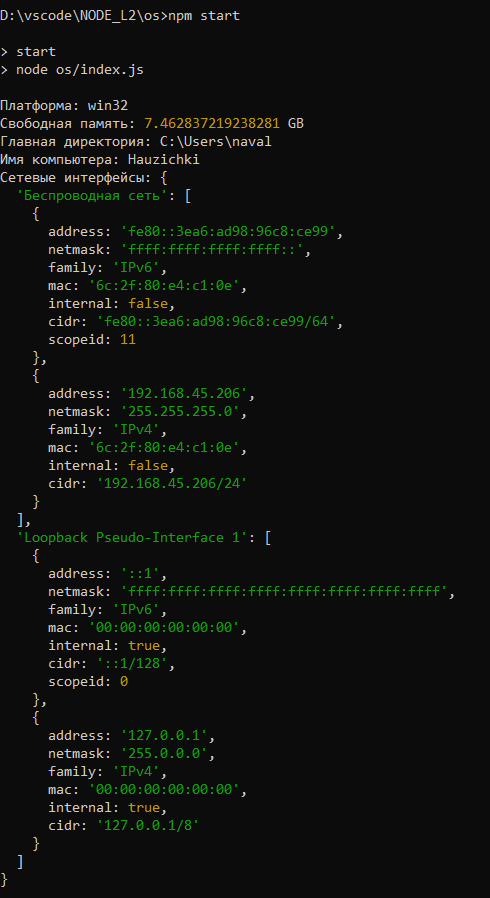 D:\vscode\NODE_L2\os>npm start
> start
> node os/index.js
Платформа: win32
Свободная память: 7.462837219238281 GB
Главная директория: C:\Users\naval
Имя компьютера: Hauzichki
Сетевые интерфейсы: {
  'Беспроводная сеть': [
    {
      address: 'fe80::3ea6:ad98:96c8:ce99',
      netmask: 'ffff:ffff:ffff:ffff::',
      family: 'IPv6',
      mac: '6c:2f:80:e4:c1:0e',
      internal: false,
      cidr: 'fe80::3ea6:ad98:96c8:ce99/64',
      scopeid: 11
    },
    {
      address: '192.168.45.206',
      netmask: '255.255.255.0',
      family: 'IPv4',
      mac: '6c:2f:80:e4:c1:0e',
      internal: false,
      cidr: '192.168.45.206/24'
    }
  ],
  'Loopback Pseudo-Interface 1': [
    {
      address: '::1',
      netmask: 'ffff:ffff:ffff:ffff:ffff:ffff:ffff:ffff',
      family: 'IPv6',
      mac: '00:00:00:00:00:00',
      internal: true,
      cidr: '::1/128',
      scopeid: 0
    },
    {
      address: '127.0.0.1',
      netmask: '255.0.0.0',
      family: 'IPv4',
      mac: '00:00:00:00:00:00',
      internal: true,
      cidr: '127.0.0.1/8'
    }
  ]
}